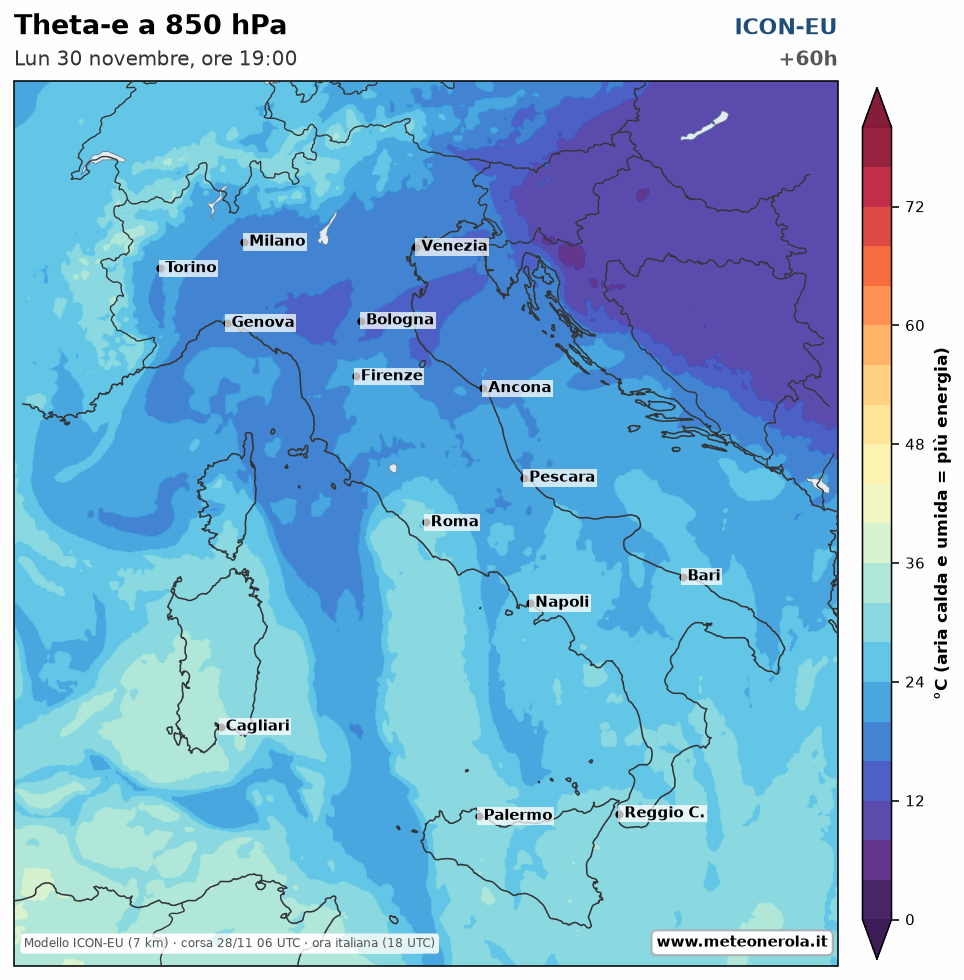 Theta-e a 850 hPa
ICON-EU
Lun 30 novembre, ore 19:00
+60h
Milano
Venezia
Torino
Genova
Bologna
Firenze
Ancona
Pescara
Roma
Bari
Napoli
Cagliari
Palermo
Reggio C.
72
60
48
36
24
12
0
°C (aria calda e umida = più energia)
Modello ICON-EU (7 km) · corsa 28/11 06 UTC · ora italiana (18 UTC)
www.meteonerola.it